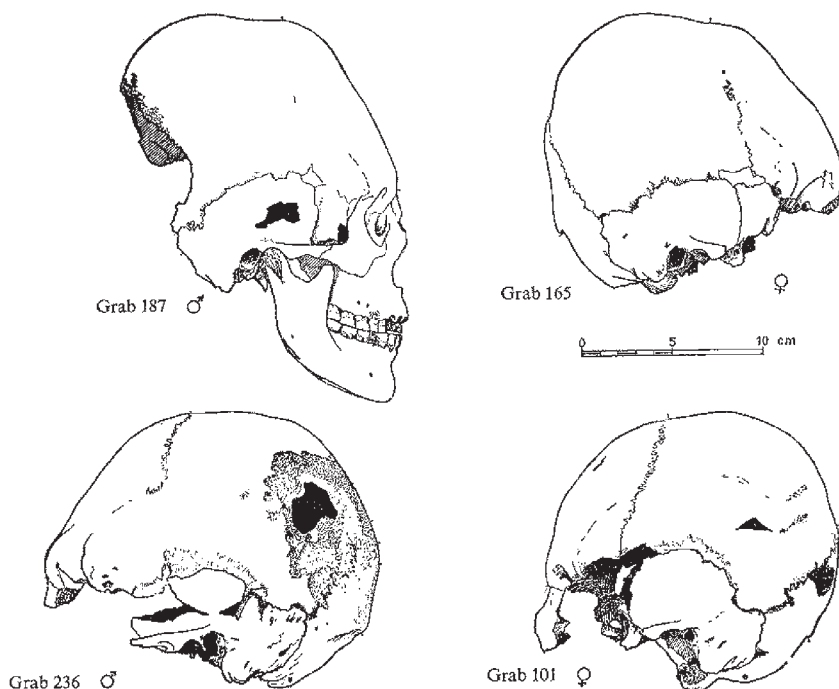 Grab 187 ♂
Grab 165 ♀
0 5 10 cm
Grab 236 ♂
Grab 101 ♀